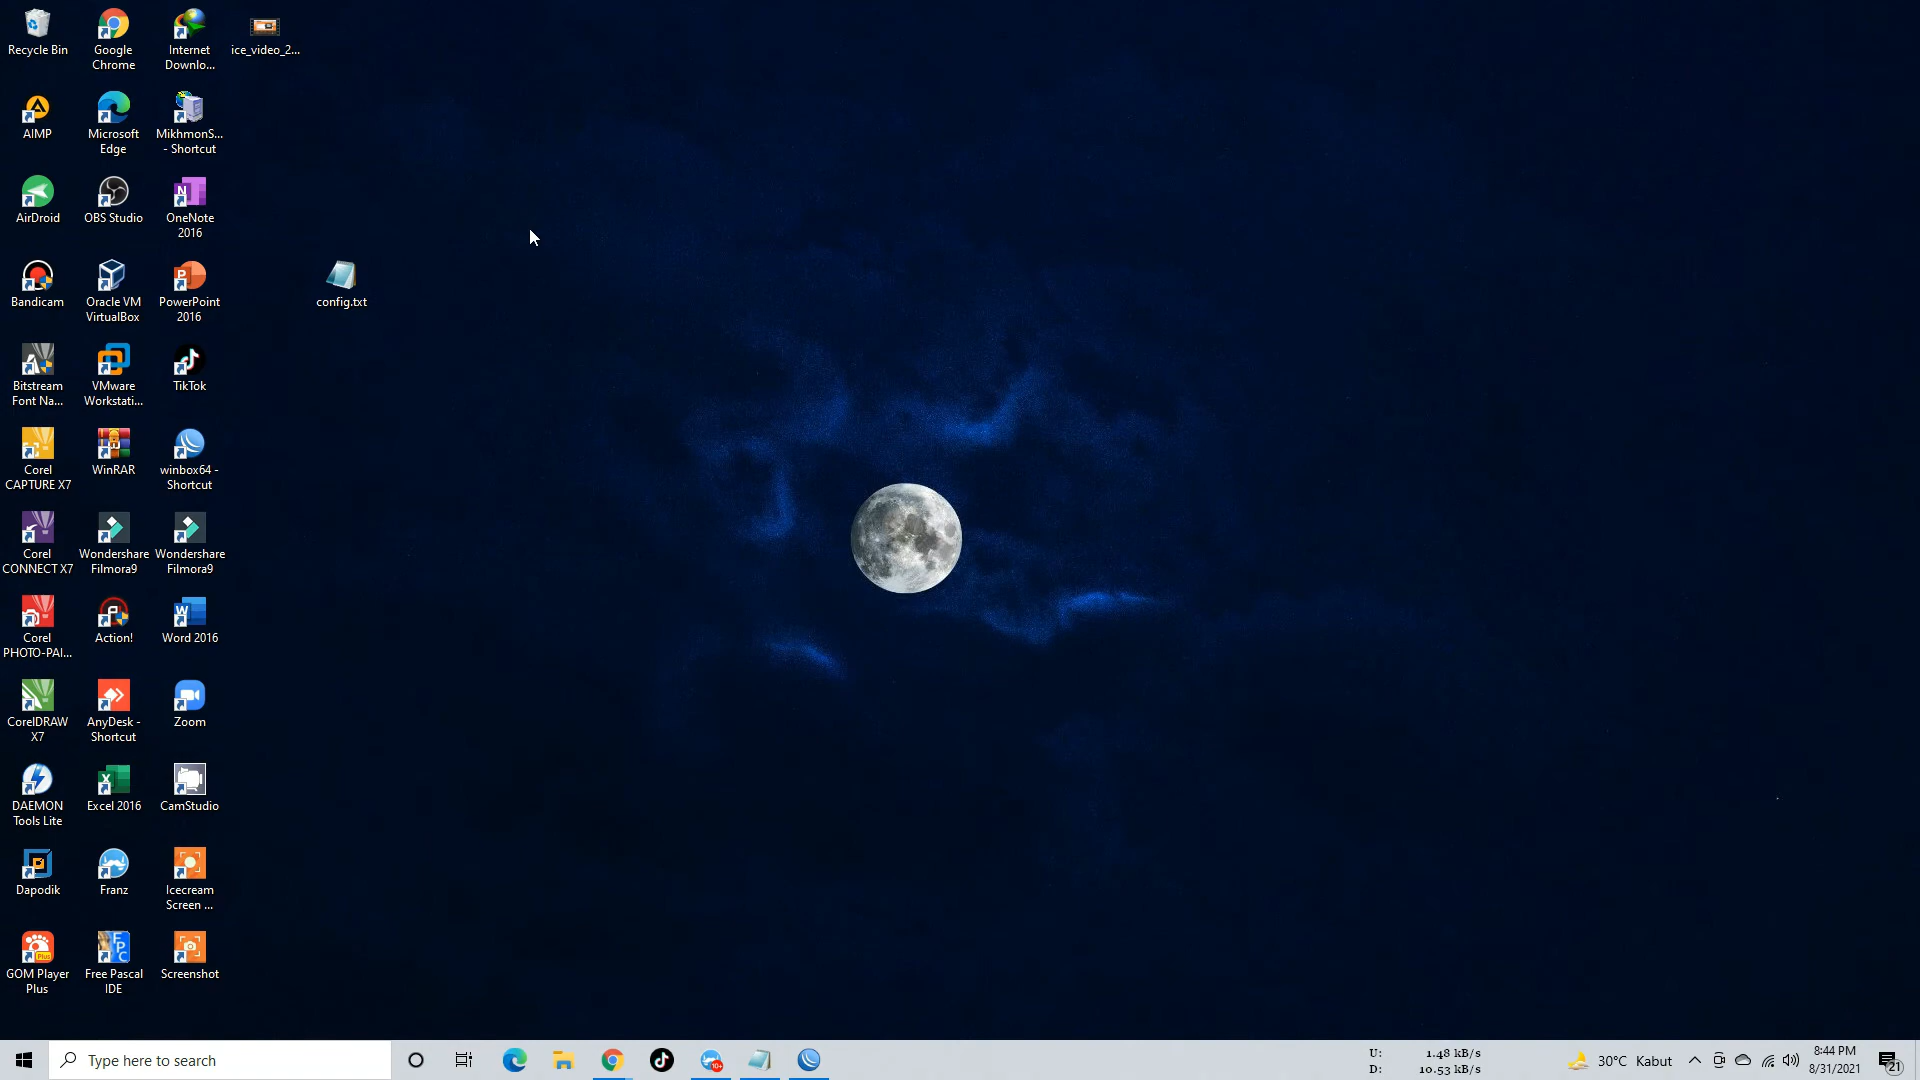 Recycle Bin
Google
Chrome
Internet
Downlo...
ice_video_2...
AIMP
Microsoft
Edge
MikhmonS...
- Shortcut
AirDroid
OBS Studio
OneNote
2016
Bandicam
Oracle VM
VirtualBox
PowerPoint
2016
config.txt
Bitstream
Font Na...
VMware
Workstati...
TikTok
Corel
CAPTURE X7
WinRAR
winbox64 -
Shortcut
Corel
CONNECT X7
Wondershare
Filmora9
Wondershare
Filmora9
Corel
PHOTO-PAI...
Action!
Word 2016
CorelDRAW
X7
AnyDesk -
Shortcut
Zoom
DAEMON
Tools Lite
Excel 2016
CamStudio
Dapodik
Franz
Icecream
Screen ...
GOM Player
Plus
Free Pascal
IDE
Screenshot
Type here to search
U: 1.48 kB/s
D: 10.53 kB/s
30°C Kabut
8:44 PM
8/31/2021
21